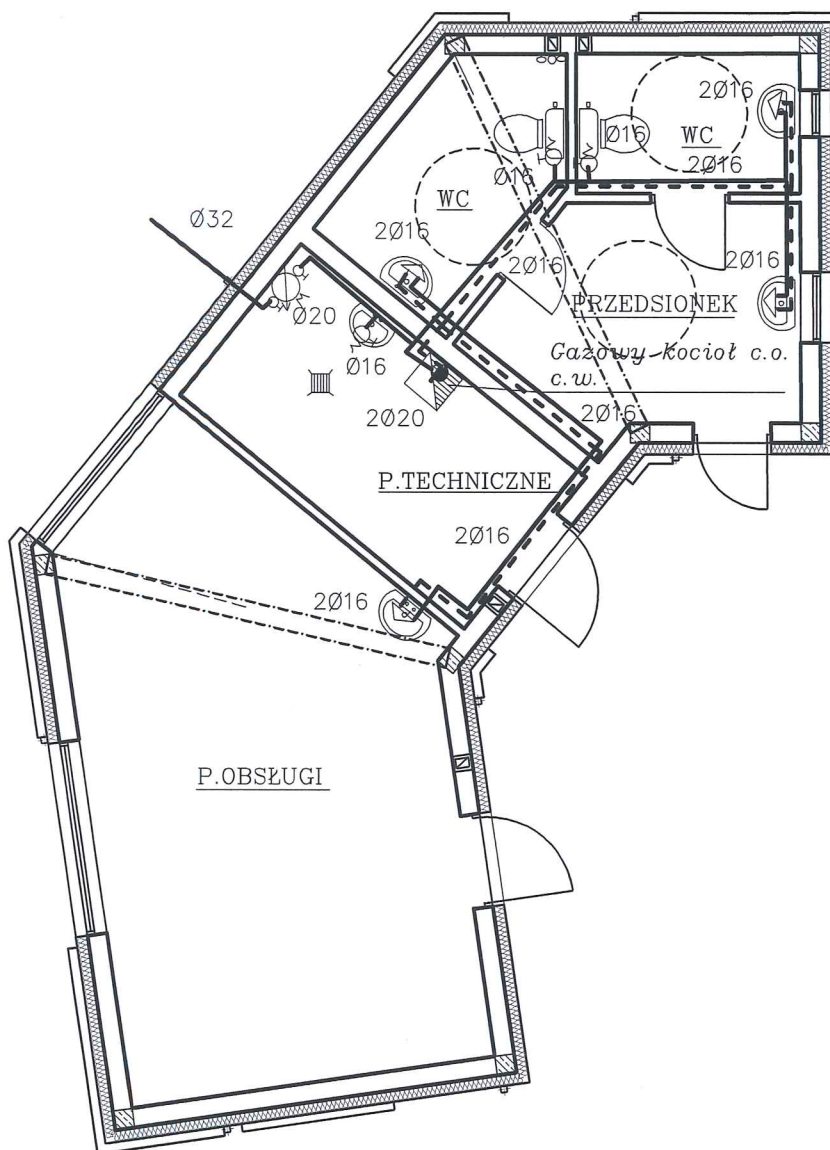 2Ø16
Ø16
WC
2Ø16
Ø16
WC
Ø32
2Ø16
2Ø16
2Ø16
Ø20
PRZEDSIONEK
Ø16
Gazowy kocioł c.o.
c.w.
2Ø20
2Ø16
P.TECHNICZNE
2Ø16
2Ø16
P.OBSŁUGI